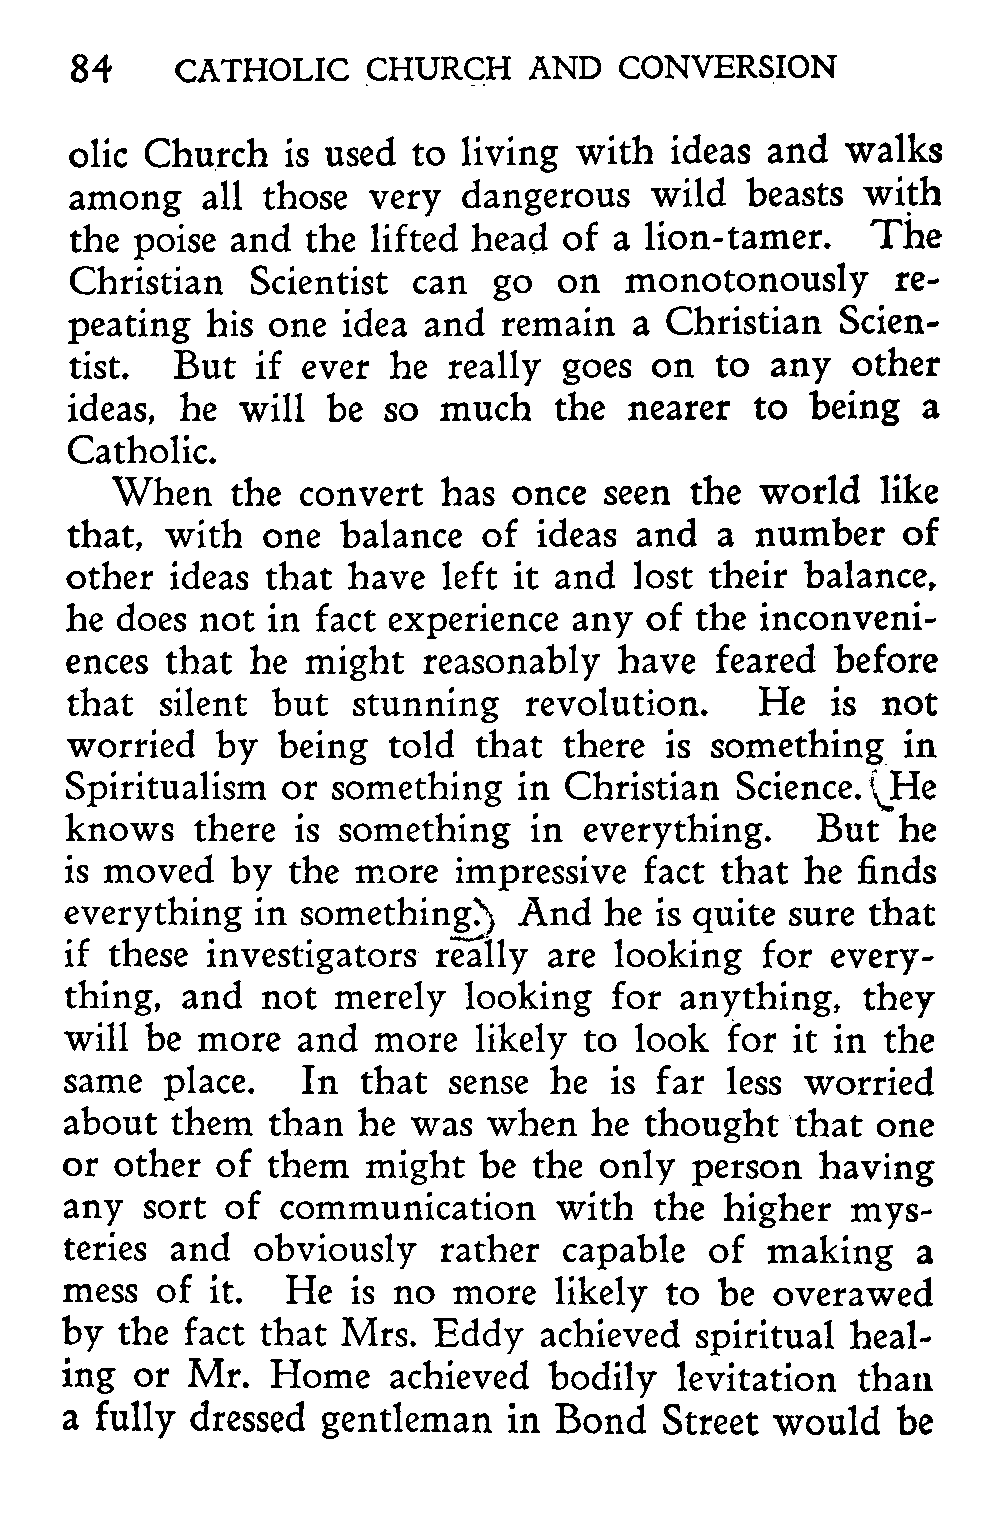 84 CATHOLIC CHURCH AND CONVERSION
olic Church is used to living with ideas and walks
among all those very dangerous wild beasts with
the poise and the lifted head of a lion-tamer. The
Christian Scientist can go on monotonously re-
peating his one idea and remain a Christian Scien-
tist. But if ever he really goes on to any other
ideas, he will be so much the nearer to being a
Catholic.
When the convert has once seen the world like
that, with one balance of ideas and a number of
other ideas that have left it and lost their balance,
he does not in fact experience any of the inconveni-
ences that he might reasonably have feared before
that silent but stunning revolution. He is not
worried by being told that there is something in
Spiritualism or something in Christian Science. (He
knows there is something in everything. But he
is moved by the more impressive fact that he finds
everything in something.) And he is quite sure that
if these investigators really are looking for every-
thing, and not merely looking for anything, they
will be more and more likely to look for it in the
same place. In that sense he is far less worried
about them than he was when he thought that one
or other of them might be the only person having
any sort of communication with the higher mys-
teries and obviously rather capable of making a
mess of it. He is no more likely to be overawed
by the fact that Mrs. Eddy achieved spiritual heal-
ing or Mr. Home achieved bodily levitation than
a fully dressed gentleman in Bond Street would be